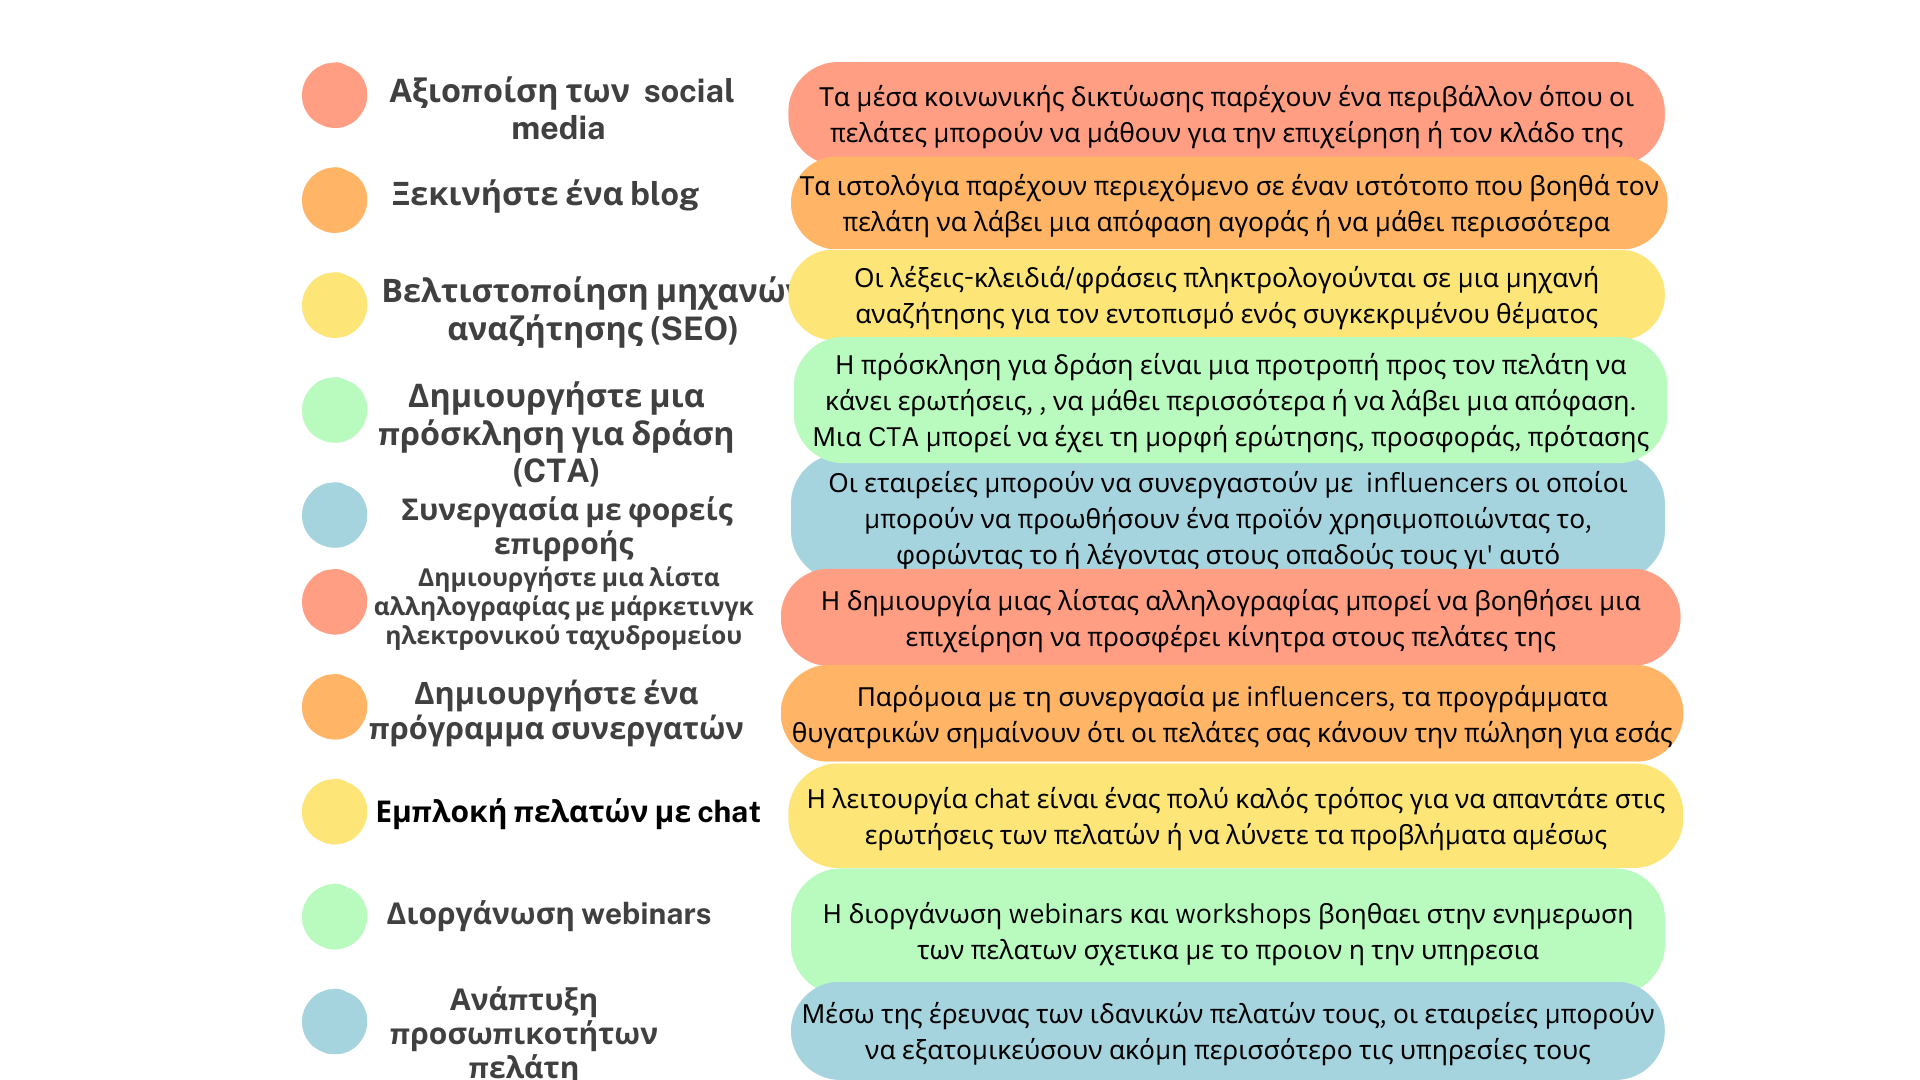 Αξιοποίση των social
media
Τα μέσα κοινωνικής δικτύωσης παρέχουν ένα περιβάλλον όπου οι
πελάτες μπορούν να μάθουν για την επιχείρηση ή τον κλάδο της
Ξεκινήστε ένα blog
Τα ιστολόγια παρέχουν περιεχόμενο σε έναν ιστότοπο που βοηθά τον
πελάτη να λάβει μια απόφαση αγοράς ή να μάθει περισσότερα
Βελτιστοποίηση μηχανών
αναζήτησης (SEO)
Οι λέξεις-κλειδιά/φράσεις πληκτρολογούνται σε μια μηχανή
αναζήτησης για τον εντοπισμό ενός συγκεκριμένου θέματος
Δημιουργήστε μια
πρόσκληση για δράση
(CTA)
Η πρόσκληση για δράση είναι μια προτροπή προς τον πελάτη να
κάνει ερωτήσεις, , να μάθει περισσότερα ή να λάβει μια απόφαση.
Μια CTA μπορεί να έχει τη μορφή ερώτησης, προσφοράς, πρότασης
Συνεργασία με φορείς
επιρροής
Οι εταιρείες μπορούν να συνεργαστούν με influencers οι οποίοι
μπορούν να προωθήσουν ένα προϊόν χρησιμοποιώντας το,
φορώντας το ή λέγοντας στους οπαδούς τους γι' αυτό
Δημιουργήστε μια λίστα
αλληλογραφίας με μάρκετινγκ
ηλεκτρονικού ταχυδρομείου
Η δημιουργία μιας λίστας αλληλογραφίας μπορεί να βοηθήσει μια
επιχείρηση να προσφέρει κίνητρα στους πελάτες της
Δημιουργήστε ένα
πρόγραμμα συνεργατών
Παρόμοια με τη συνεργασία με influencers, τα προγράμματα
θυγατρικών σημαίνουν ότι οι πελάτες σας κάνουν την πώληση για εσάς
Εμπλοκή πελατών με chat
Η λειτουργία chat είναι ένας πολύ καλός τρόπος για να απαντάτε στις
ερωτήσεις των πελατών ή να λύνετε τα προβλήματα αμέσως
Διοργάνωση webinars
Η διοργάνωση webinars και workshops βοηθαει στην ενημερωση
των πελατων σχετικα με το προιον η την υπηρεσια
Ανάπτυξη
προσωπικοτήτων
πελάτη
Μέσω της έρευνας των ιδανικών πελατών τους, οι εταιρείες μπορούν
να εξατομικεύσουν ακόμη περισσότερο τις υπηρεσίες τους